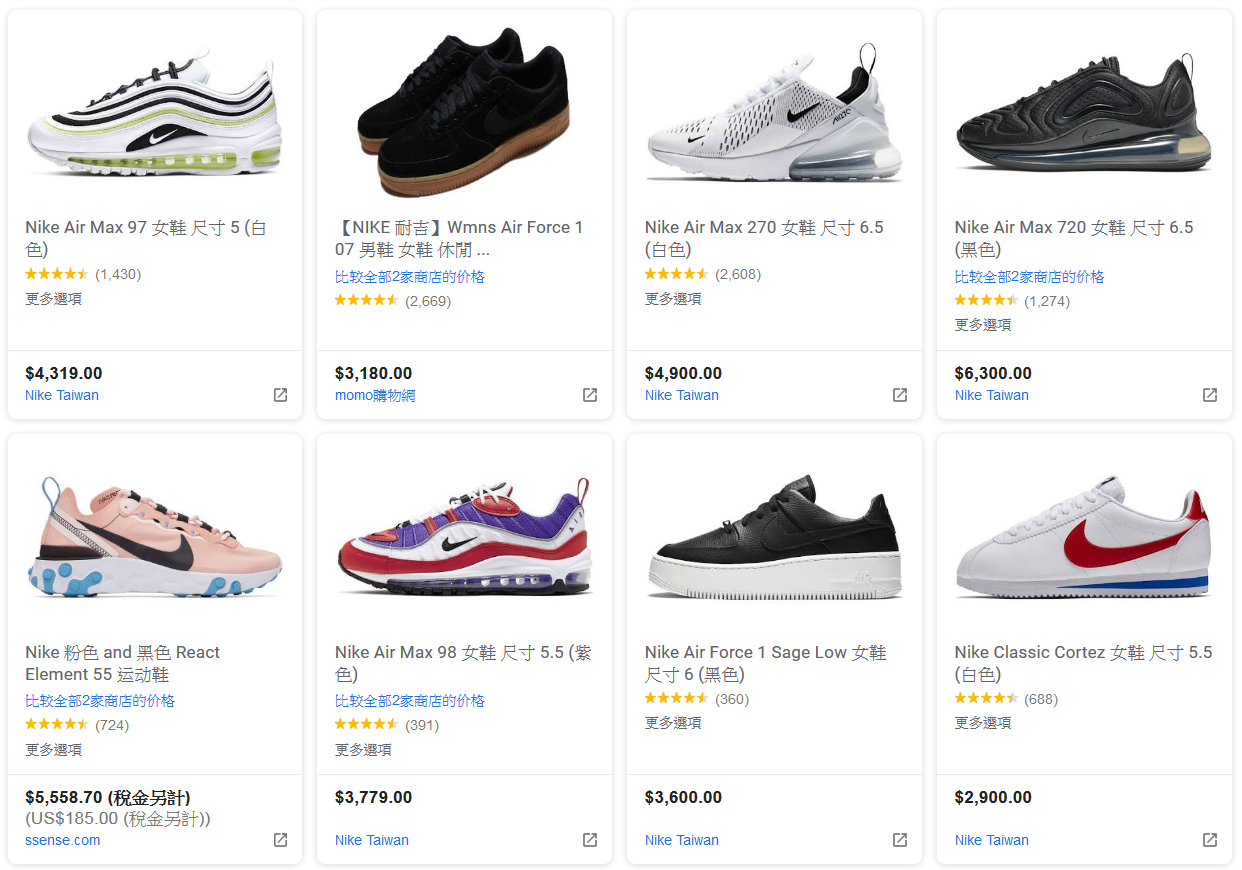 Nike Air Max 97 女鞋 尺寸 5 (白
色)
(1,430)
更多選項
$4,319.00
Nike Taiwan
【NIKE 耐吉】Wmns Air Force 1
07 男鞋 女鞋 休閒 ...
比较全部2家商店的价格
(2,669)
$3,180.00
momo購物網
Nike Air Max 270 女鞋 尺寸 6.5
(白色)
(2,608)
更多選項
$4,900.00
Nike Taiwan
Nike Air Max 720 女鞋 尺寸 6.5
(黑色)
比较全部2家商店的价格
(1,274)
更多選項
$6,300.00
Nike Taiwan
Nike 粉色 and 黑色 React
Element 55 运动鞋
比较全部2家商店的价格
(724)
更多選項
$5,558.70 (稅金另計)
(US$185.00 (稅金另計))
ssense.com
Nike Air Max 98 女鞋 尺寸 5.5 (紫
色)
比较全部2家商店的价格
(391)
更多選項
$3,779.00
Nike Taiwan
Nike Air Force 1 Sage Low 女鞋
尺寸 6 (黑色)
(360)
更多選項
$3,600.00
Nike Taiwan
Nike Classic Cortez 女鞋 尺寸 5.5
(白色)
(688)
更多選項
$2,900.00
Nike Taiwan